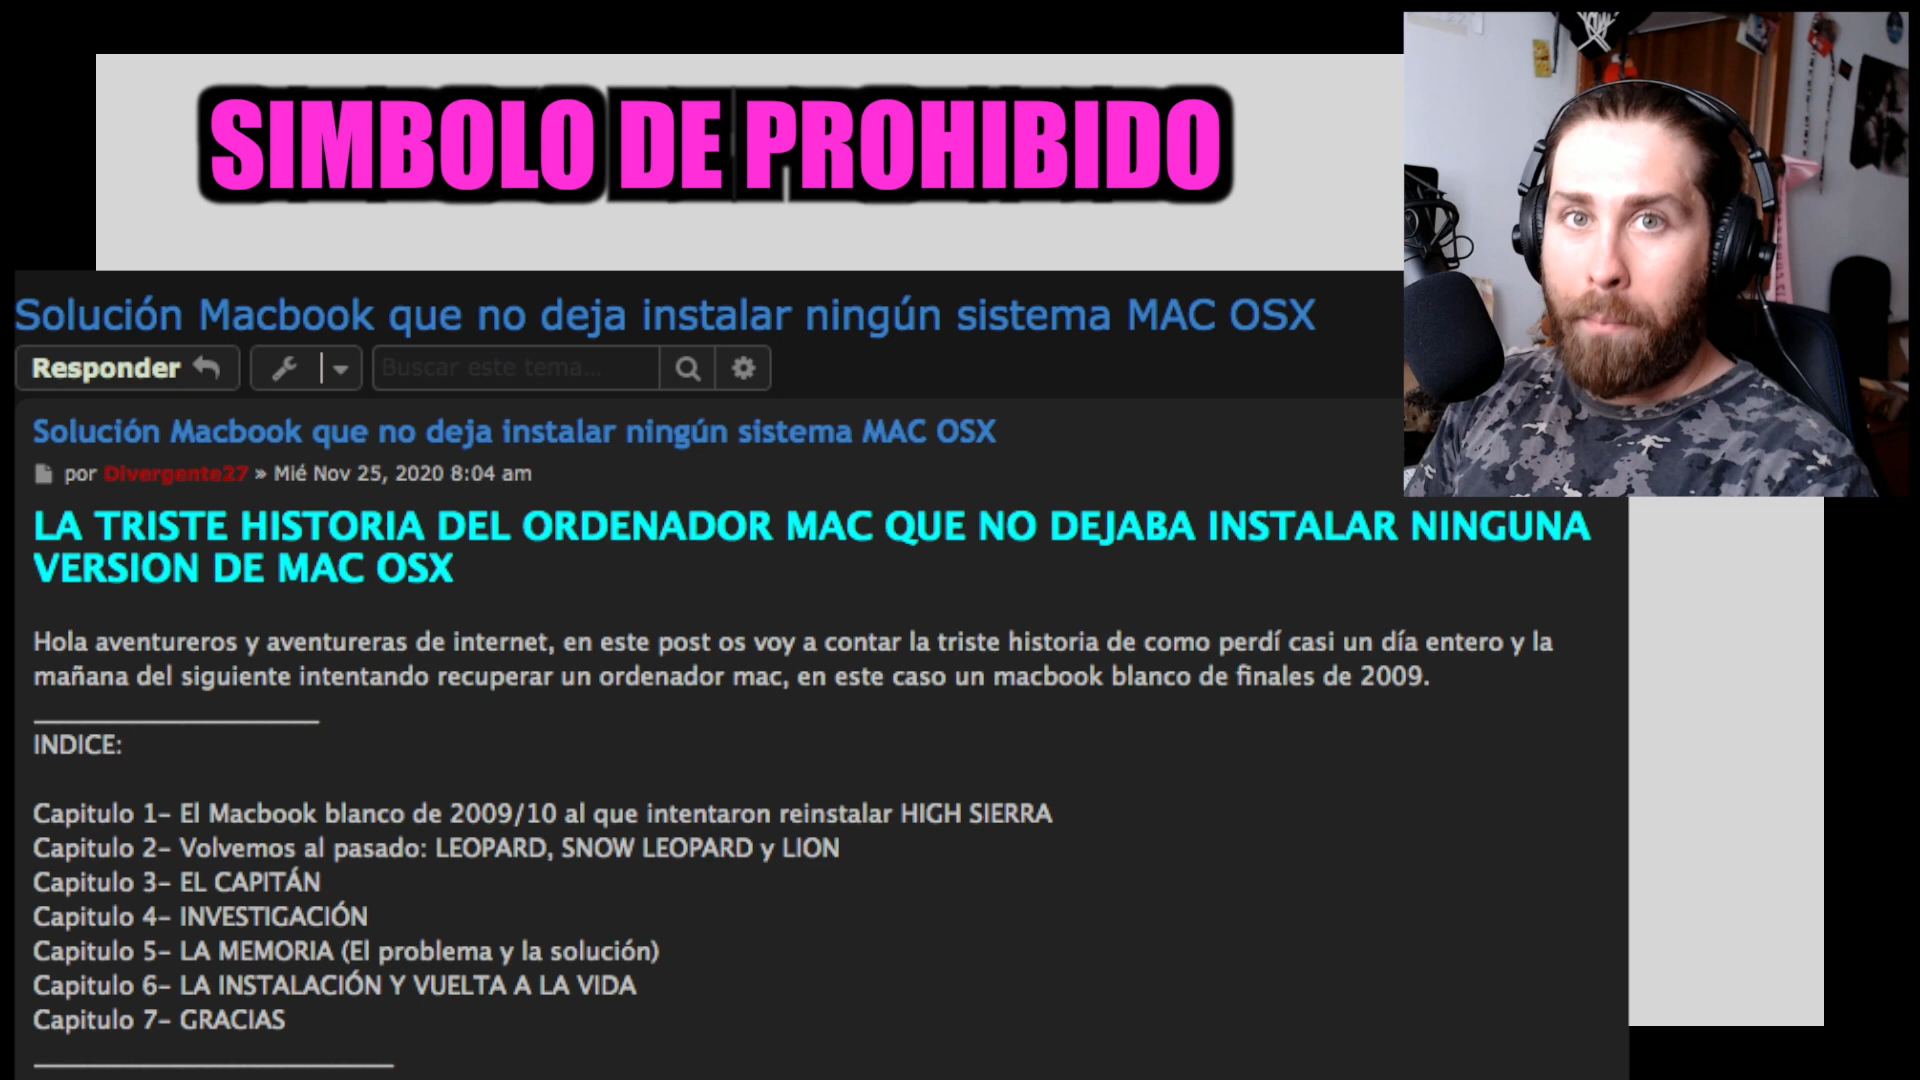 SIMBOLO DE PROHIBIDO
Solución Macbook que no deja instalar ningún sistema MAC OSX
Responder
Buscar este tema...
Solución Macbook que no deja instalar ningún sistema MAC OSX
por Divergente27 » Mié Nov 25, 2020 8:04 am
LA TRISTE HISTORIA DEL ORDENADOR MAC QUE NO DEJABA INSTALAR NINGUNA
VERSION DE MAC OSX
Hola aventureros y aventureras de internet, en este post os voy a contar la triste historia de como perdí casi un día entero y la
mañana del siguiente intentando recuperar un ordenador mac, en este caso un macbook blanco de finales de 2009.
INDICE:
Capitulo 1- El Macbook blanco de 2009/10 al que intentaron reinstalar HIGH SIERRA
Capitulo 2- Volvemos al pasado: LEOPARD, SNOW LEOPARD y LION
Capitulo 3- EL CAPITÁN
Capitulo 4- INVESTIGACIÓN
Capitulo 5- LA MEMORIA (El problema y la solución)
Capitulo 6- LA INSTALACIÓN Y VUELTA A LA VIDA
Capitulo 7- GRACIAS